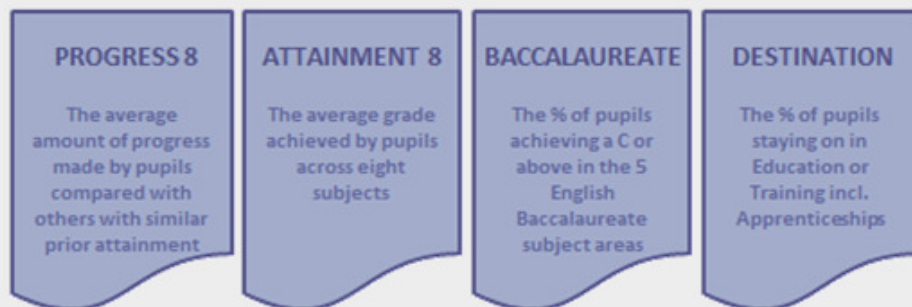 PROGRESS 8
The average
amount of progress
made by pupils
compared with
others with similar
prior attainment
ATTAINMENT 8
The average grade
achieved by pupils
across eight
subjects
BACCALAUREATE
The % of pupils
achieving a C or
above in the 5
English
Baccalaureate
subject areas
DESTINATION
The % of pupils
staying on in
Education or
Training incl.
Apprenticeships